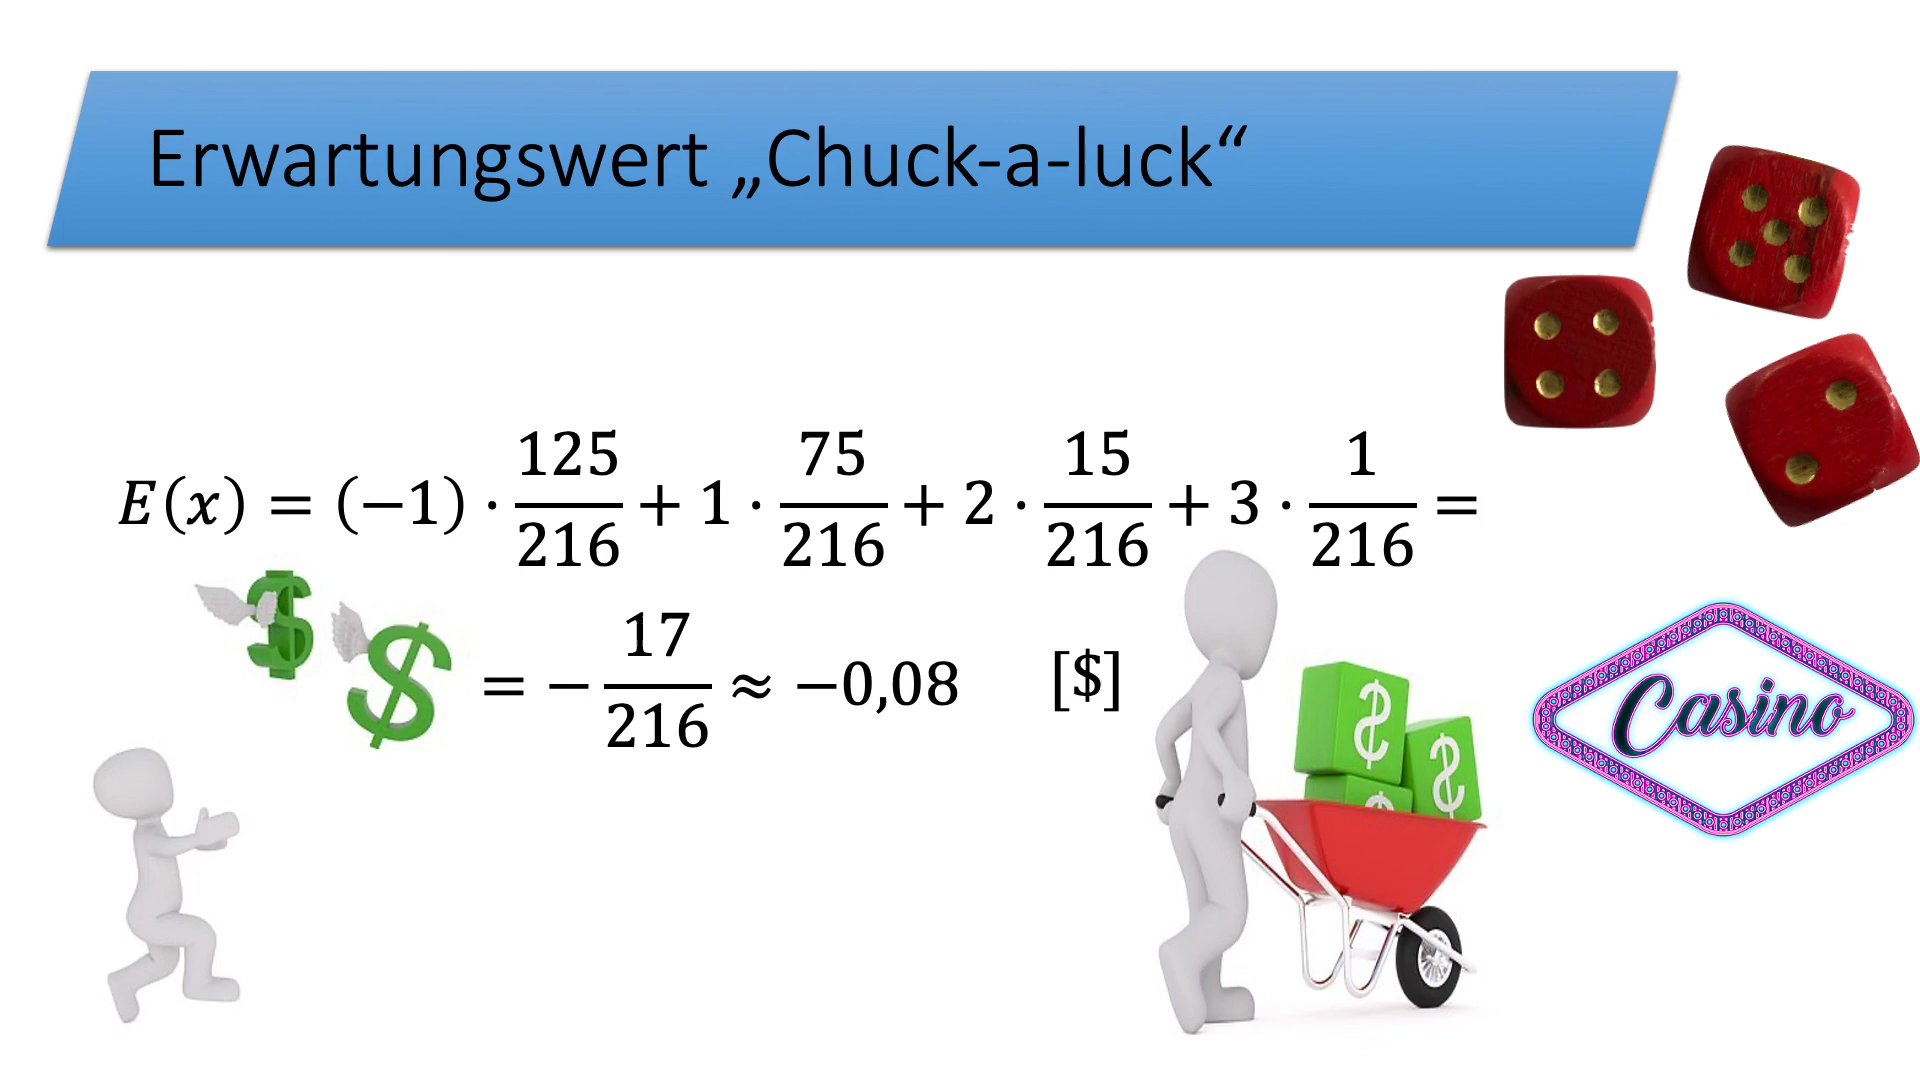 Erwartungswert „Chuck-a-luck“
E(x) = (−1) · 125/216 + 1 · 75/216 + 2 · 15/216 + 3 · 1/216 =
= − 17/216 ≈ −0,08 [$]
$ $
$ $
$
Casino